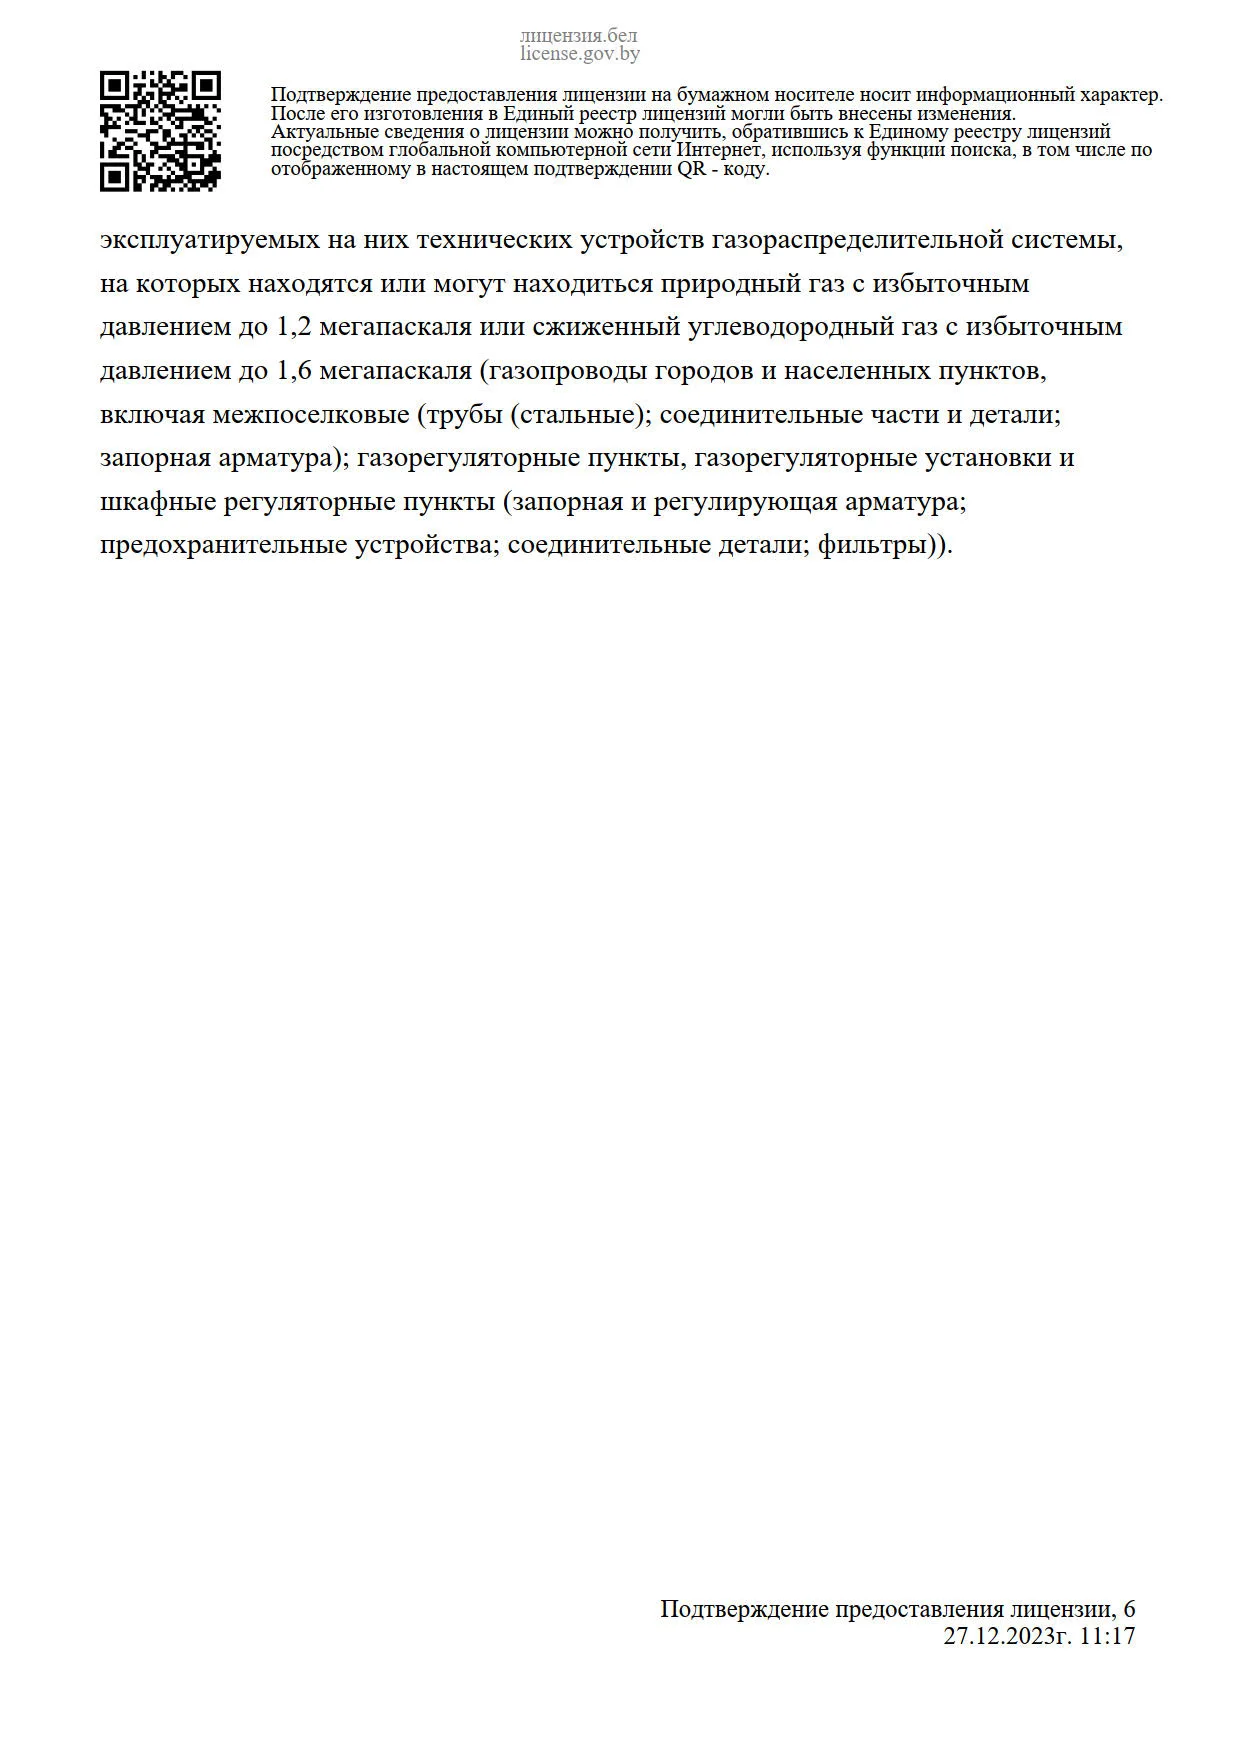 лицензия.бел
license.gov.by
Подтверждение предоставления лицензии на бумажном носителе носит информационный характер.
После его изготовления в Единый реестр лицензий могли быть внесены изменения.
Актуальные сведения о лицензии можно получить, обратившись к Единому реестру лицензий
посредством глобальной компьютерной сети Интернет, используя функции поиска, в том числе по
отображенному в настоящем подтверждении QR - коду.
эксплуатируемых на них технических устройств газораспределительной системы,
на которых находятся или могут находиться природный газ с избыточным
давлением до 1,2 мегапаскаля или сжиженный углеводородный газ с избыточным
давлением до 1,6 мегапаскаля (газопроводы городов и населенных пунктов,
включая межпоселковые (трубы (стальные); соединительные части и детали;
запорная арматура); газорегуляторные пункты, газорегуляторные установки и
шкафные регуляторные пункты (запорная и регулирующая арматура;
предохранительные устройства; соединительные детали; фильтры)).
Подтверждение предоставления лицензии, 6
27.12.2023г. 11:17